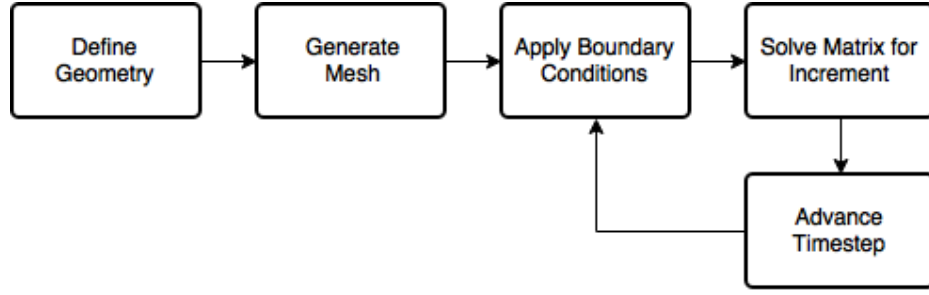 Define
Geometry
Generate
Mesh
Apply Boundary
Conditions
Solve Matrix for
Increment
Advance
Timestep